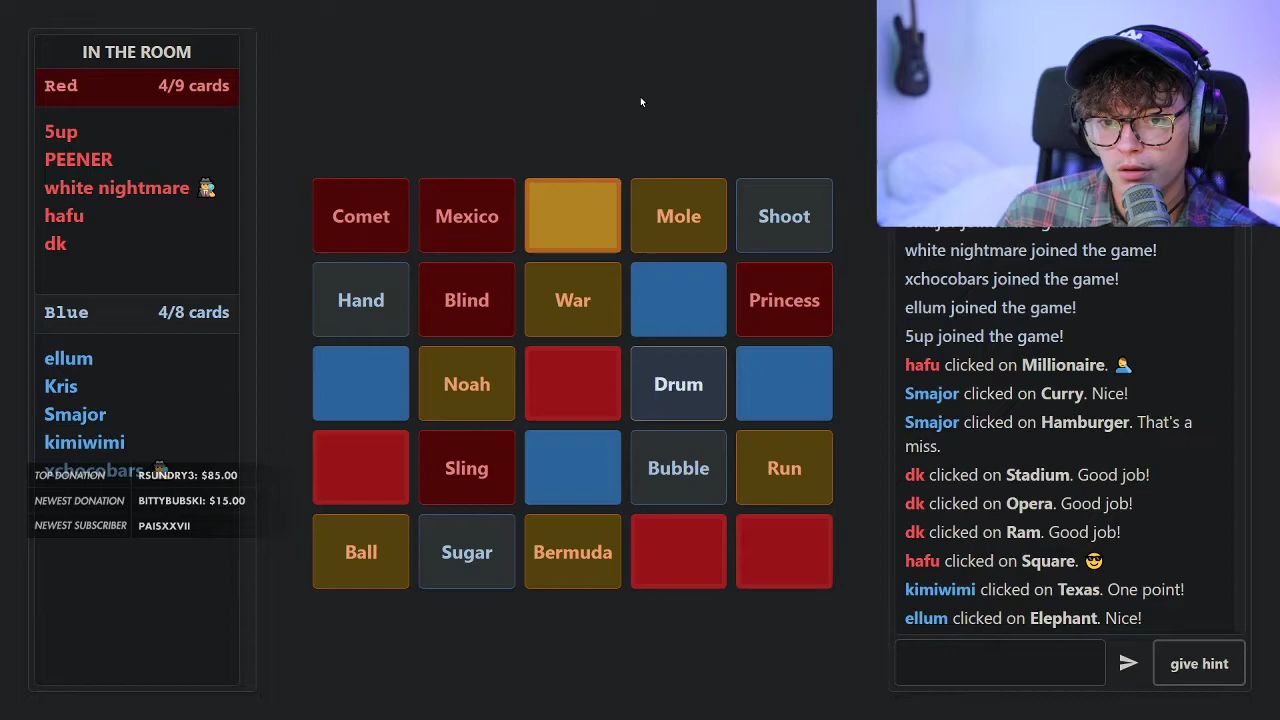 IN THE ROOM
Red 4/9 cards
5up
PEENER
white nightmare
hafu
dk
Blue 4/8 cards
ellum
Kris
Smajor
kimiwimi
xchocobars
TOP DONATION RSUNDRY3: $85.00
NEWEST DONATION BITTYBUBSKI: $15.00
NEWEST SUBSCRIBER PAISXXVII
Comet Mexico Mole Shoot
Hand Blind War Princess
Noah Drum
Sling Bubble Run
Ball Sugar Bermuda
white nightmare joined the game!
xchocobars joined the game!
ellum joined the game!
5up joined the game!
hafu clicked on Millionaire.
Smajor clicked on Curry. Nice!
Smajor clicked on Hamburger. That's a
miss.
dk clicked on Stadium. Good job!
dk clicked on Opera. Good job!
dk clicked on Ram. Good job!
hafu clicked on Square.
kimiwimi clicked on Texas. One point!
ellum clicked on Elephant. Nice!
give hint